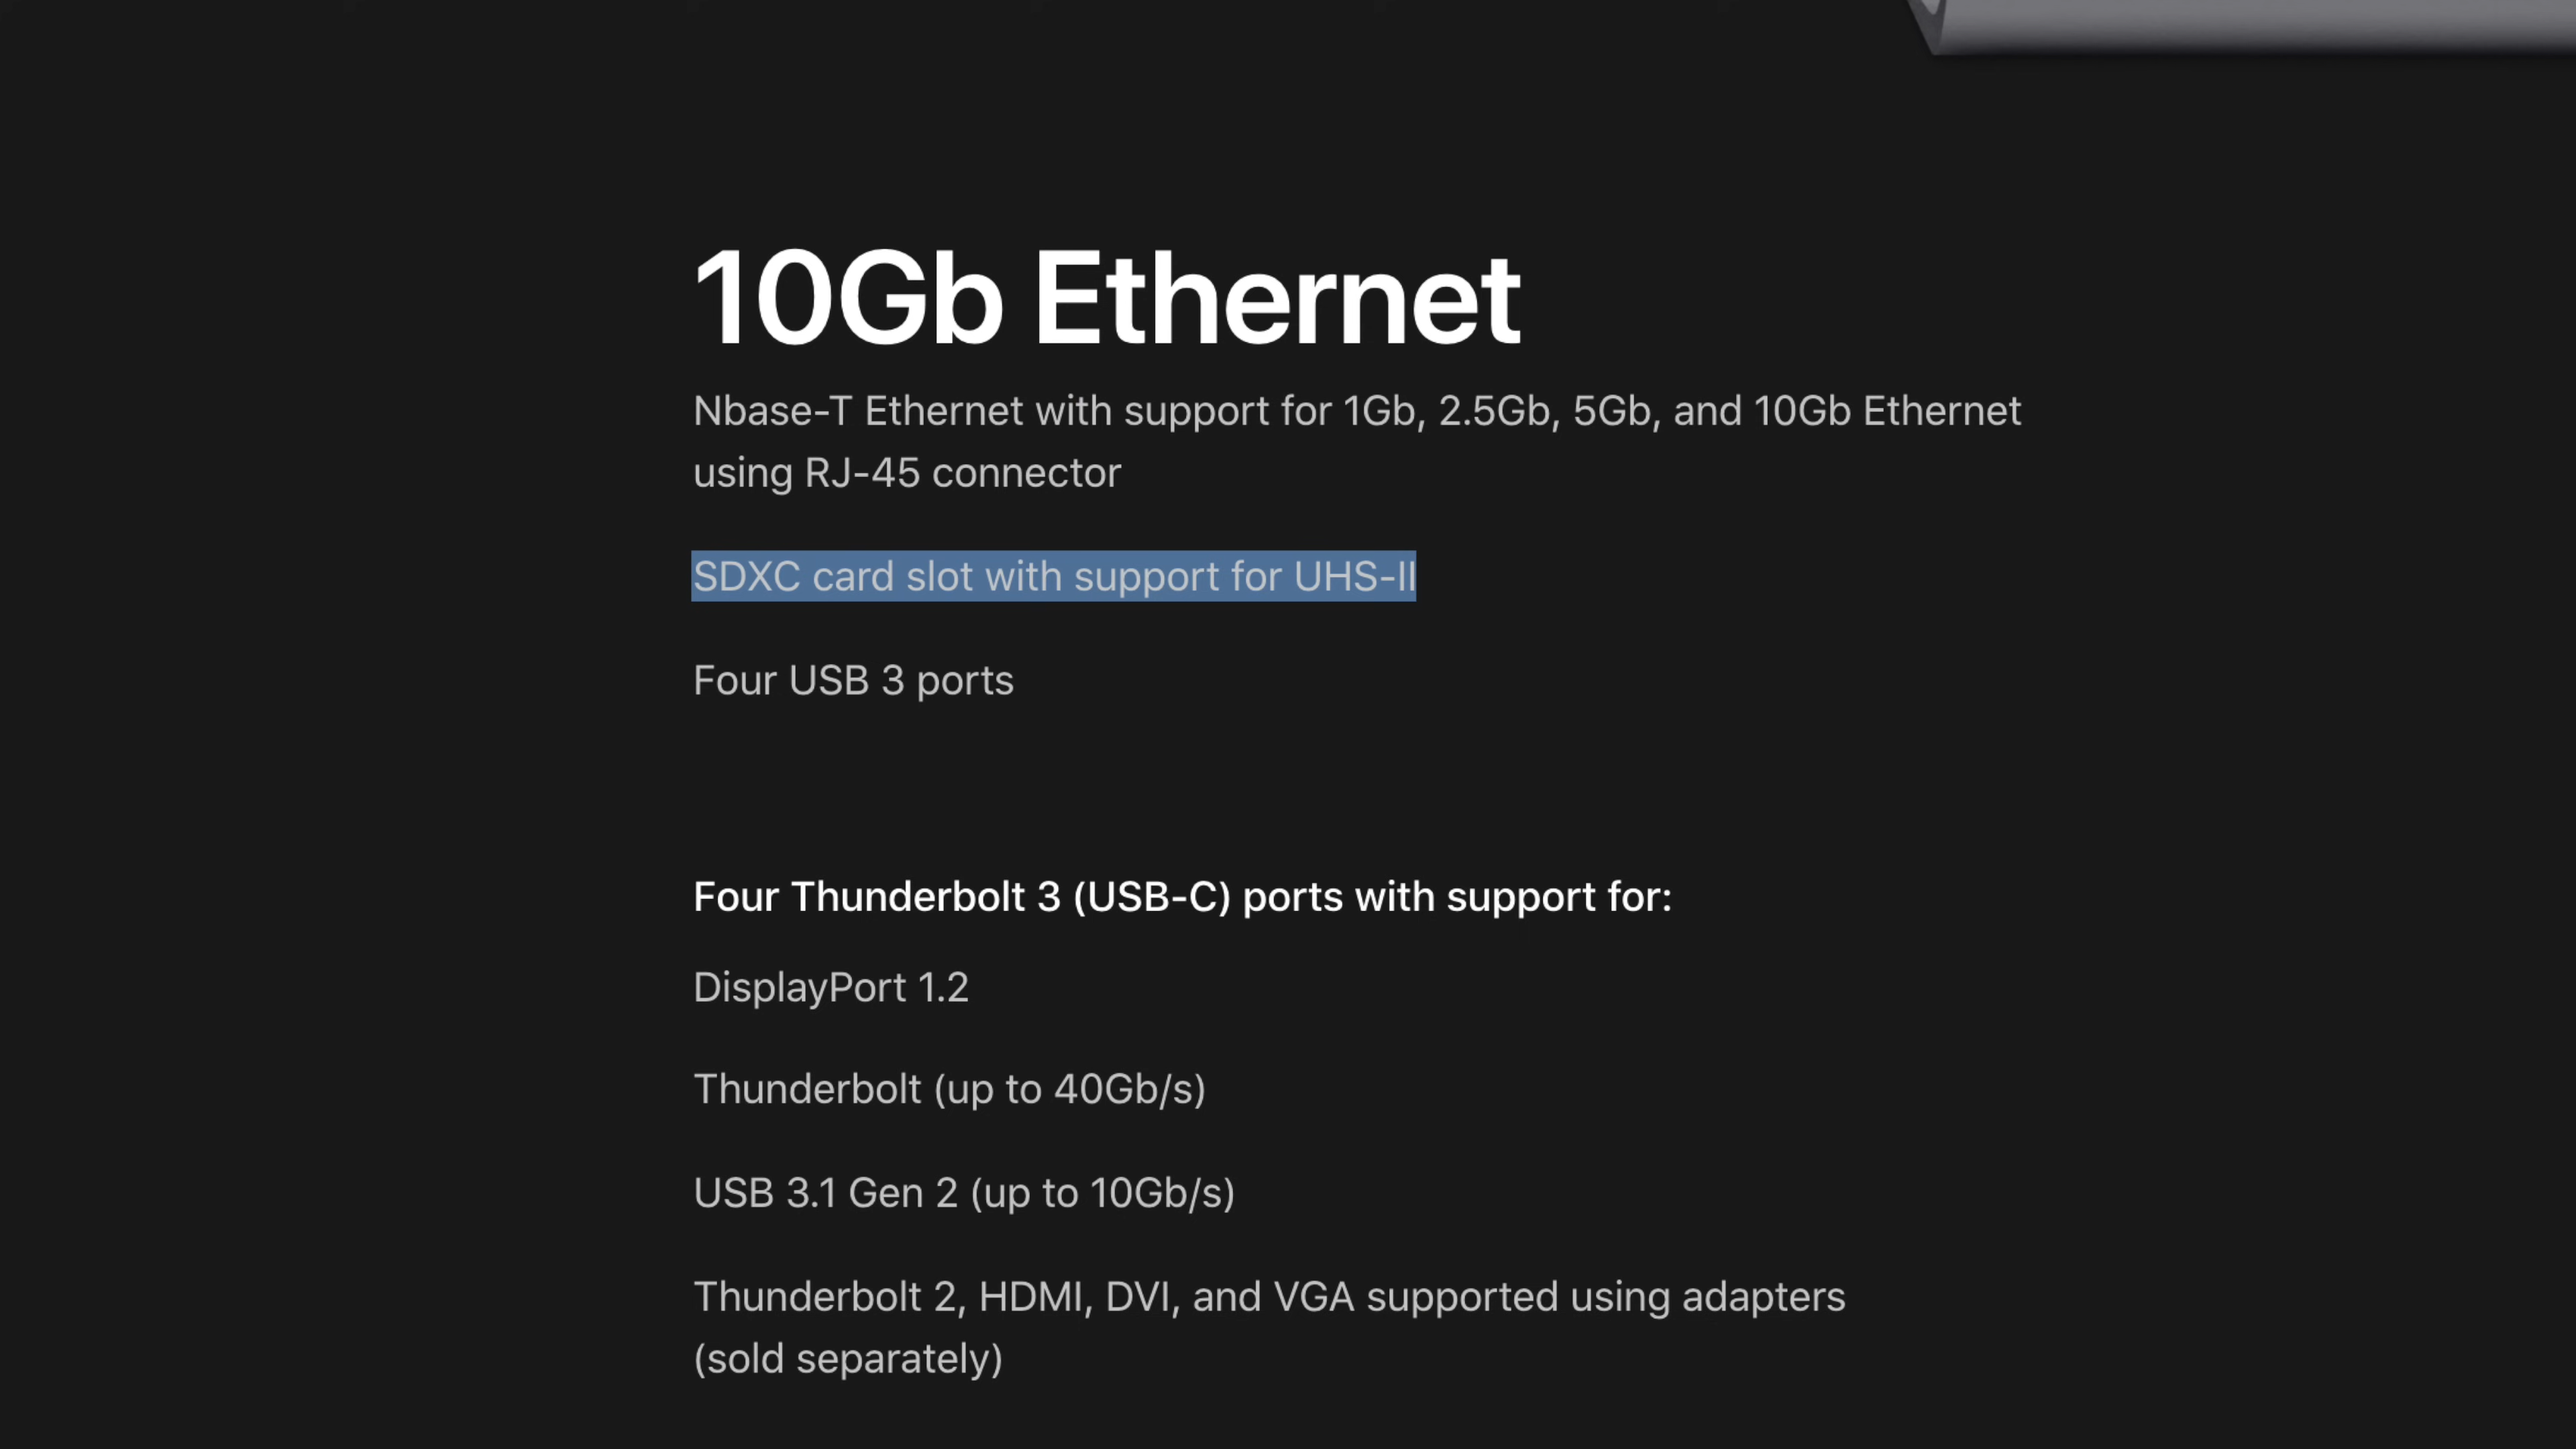 10Gb Ethernet
Nbase-T Ethernet with support for 1Gb, 2.5Gb, 5Gb, and 10Gb Ethernet
using RJ-45 connector
SDXC card slot with support for UHS-II
Four USB 3 ports
Four Thunderbolt 3 (USB-C) ports with support for:
DisplayPort 1.2
Thunderbolt (up to 40Gb/s)
USB 3.1 Gen 2 (up to 10Gb/s)
Thunderbolt 2, HDMI, DVI, and VGA supported using adapters
(sold separately)